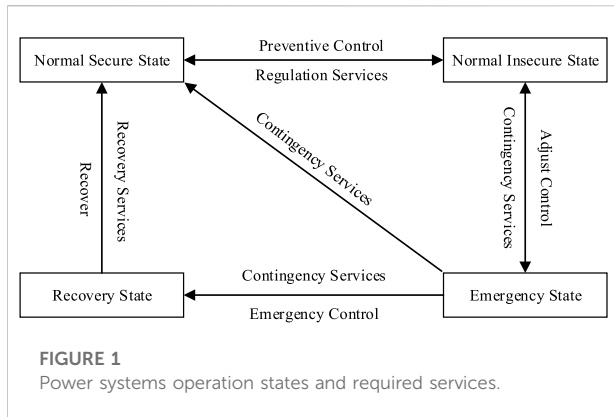 Normal Secure State
Preventive Control
Regulation Services
Normal Insecure State
Contingency Services
Recover
Recovery Services
Contingency Services
Adjust Control
Recovery State
Contingency Services
Emergency Control
Emergency State
FIGURE 1
Power systems operation states and required services.